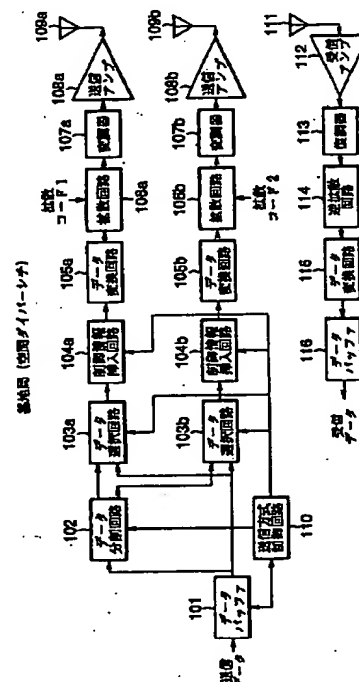 基地局 (空間ダイバーシチ)
送信
データ
101
データ
バッファ
102
データ
分割回路
110
送信方式
制御回路
103a
データ
選択回路
104a
制御情報
挿入回路
105a
データ
変換回路
拡散
コード1
106a
拡散回路
107a
変調器
108a
送信
アンプ
109a
103b
データ
選択回路
104b
制御情報
挿入回路
105b
データ
変換回路
106b
拡散回路
拡散
コード2
107b
変調器
108b
送信
アンプ
109b
111
112
受信
アンプ
113
復調器
114
逆拡散
回路
116
データ
変換回路
116
データ
バッファ
受信
データ